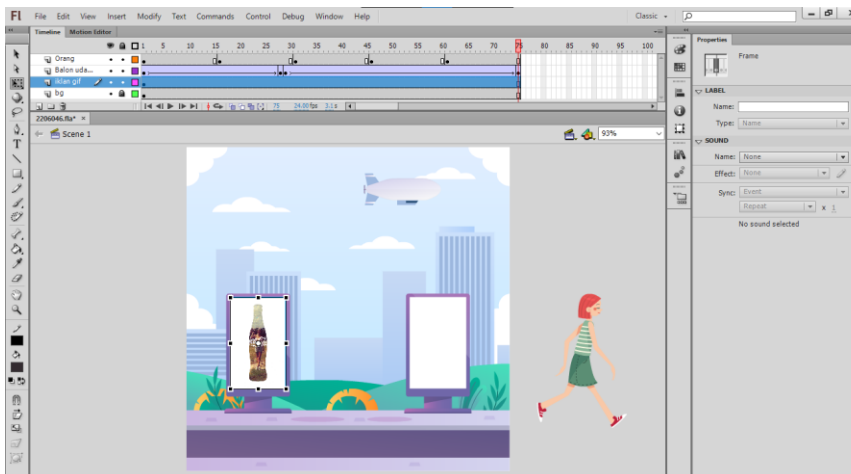 Fl File Edit View Insert Modify Text Commands Control Debug Window Help Classic
Timeline Motion Editor
1 5 10 15 20 25 30 35 40 45 50 55 60 65 70 75 80 85 90 95 100
Orang
Balon uda...
iklan gif
bg
75 24.00 fps 3.1 s
2206046.fla*
Scene 1 93%
T
Properties
Frame
LABEL
Name:
Type: Name
SOUND
Name: None
Effect: None
Sync: Event
Repeat x 1
No sound selected